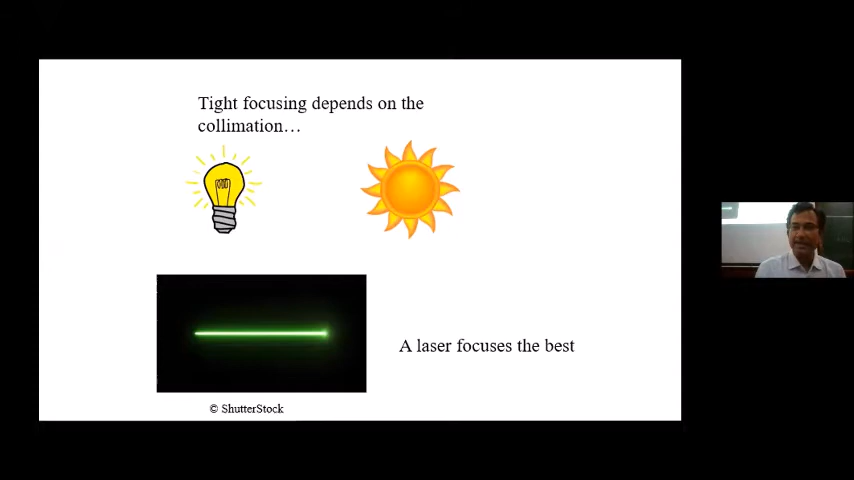 Tight focusing depends on the
collimation…
A laser focuses the best
© ShutterStock